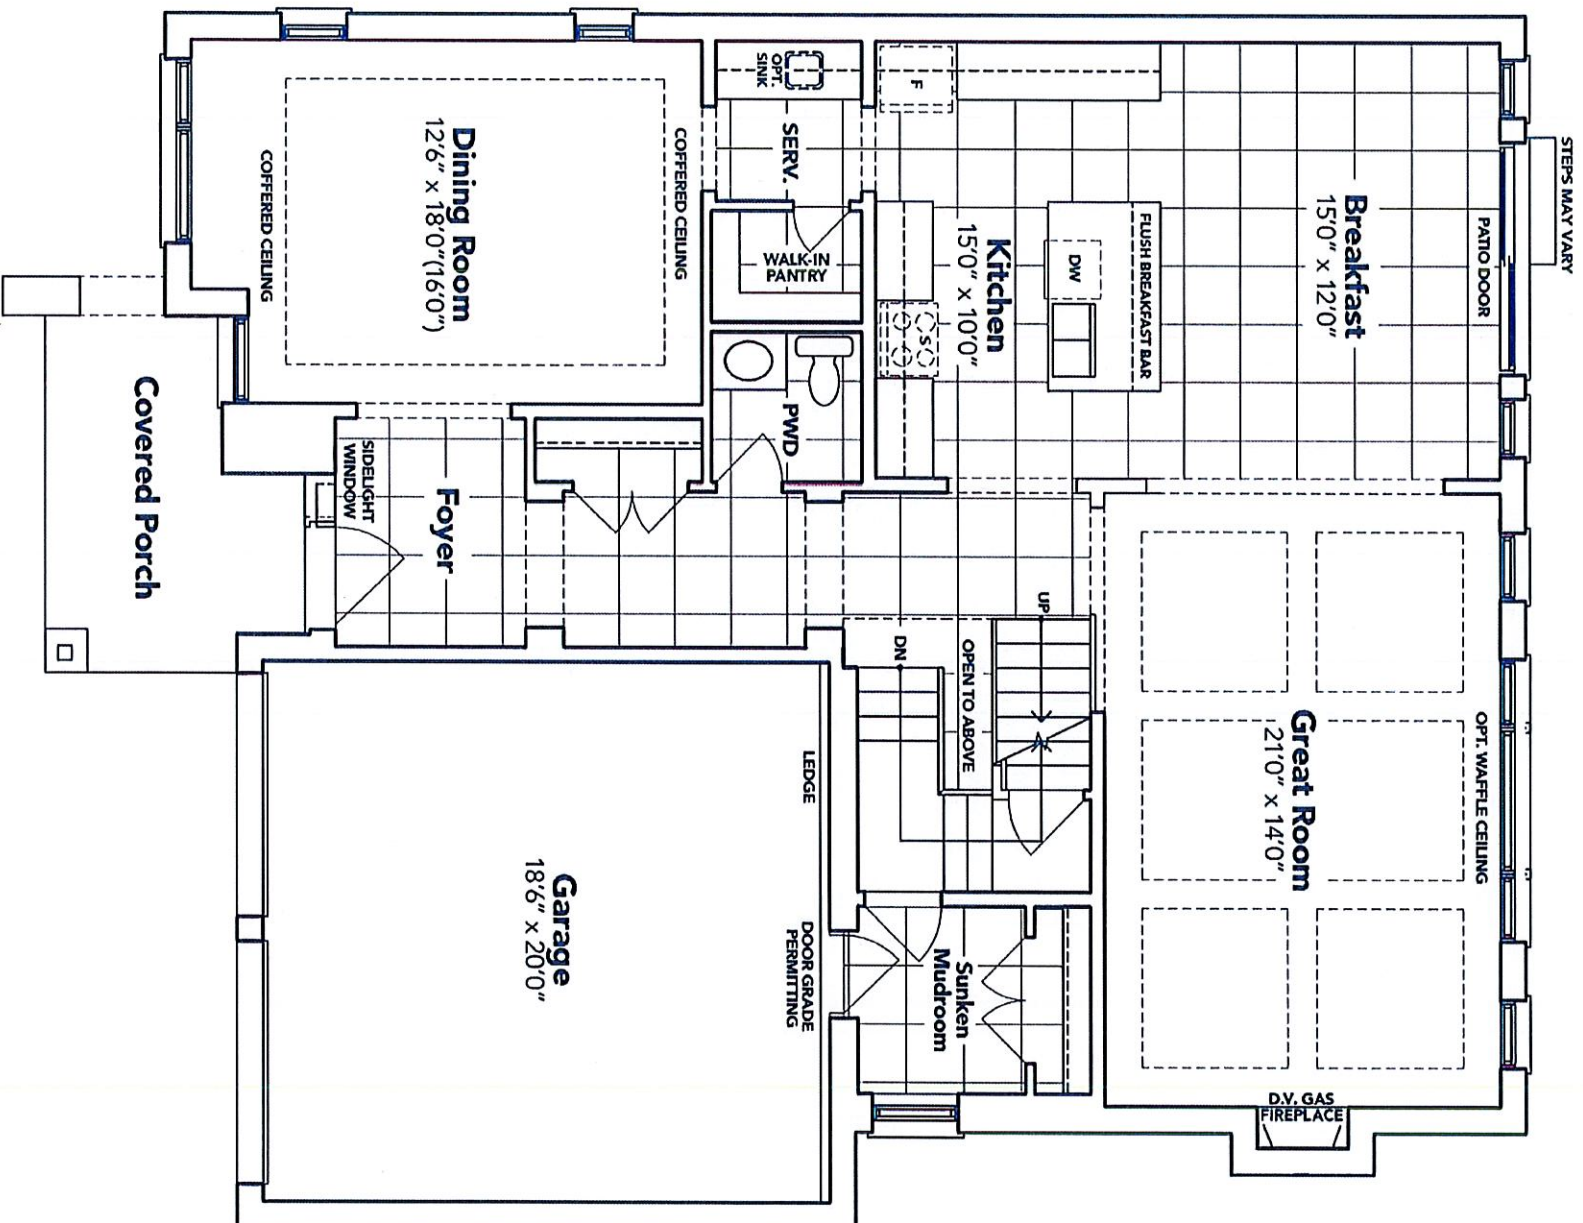 STEPS MAY VARY
PATIO DOOR
Breakfast
15'0" x 12'0"
FLUSH BREAKFAST BAR
DW
Kitchen
15'0" x 10'0"
S
F
OPT.
SINK
SERV.
WALK-IN
PANTRY
PWD
COFFERED CEILING
Dining Room
12'6" x 18'0"(16'0")
COFFERED CEILING
SIDELIGHT
WINDOW
Foyer
Covered Porch
OPT. WAFFLE CEILING
Great Room
21'0" x 14'0"
D.V. GAS
FIREPLACE
UP
OPEN TO ABOVE
DN
Sunken
Mudroom
LEDGE
DOOR GRADE
PERMITTING
Garage
18'6" x 20'0"